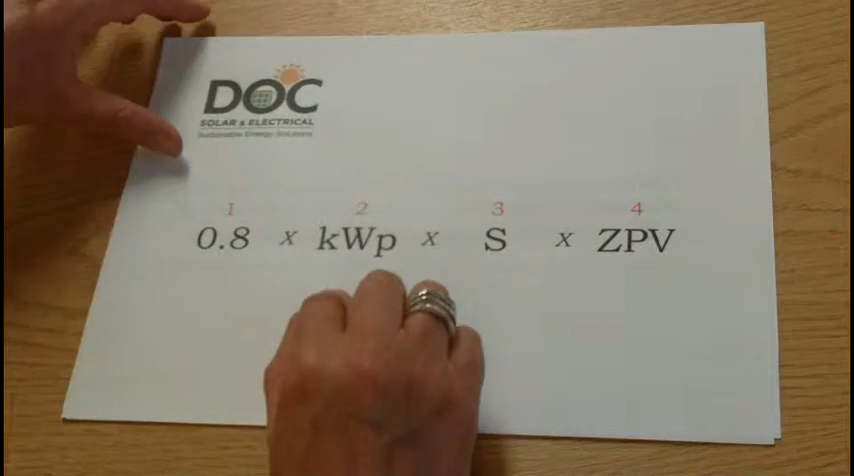 DOC
SOLAR & ELECTRICAL
Sustainable Energy Solutions
1 2 3 4
0.8 x kWp x S x ZPV